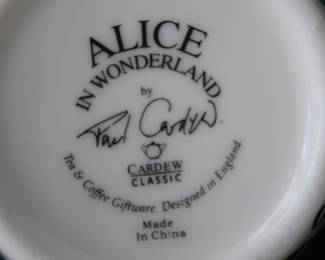 ALICE
IN WONDERLAND
by
Paul Cardew
CARDEW
CLASSIC
Tea & Coffee Giftware. Designed in England.
Made
In China